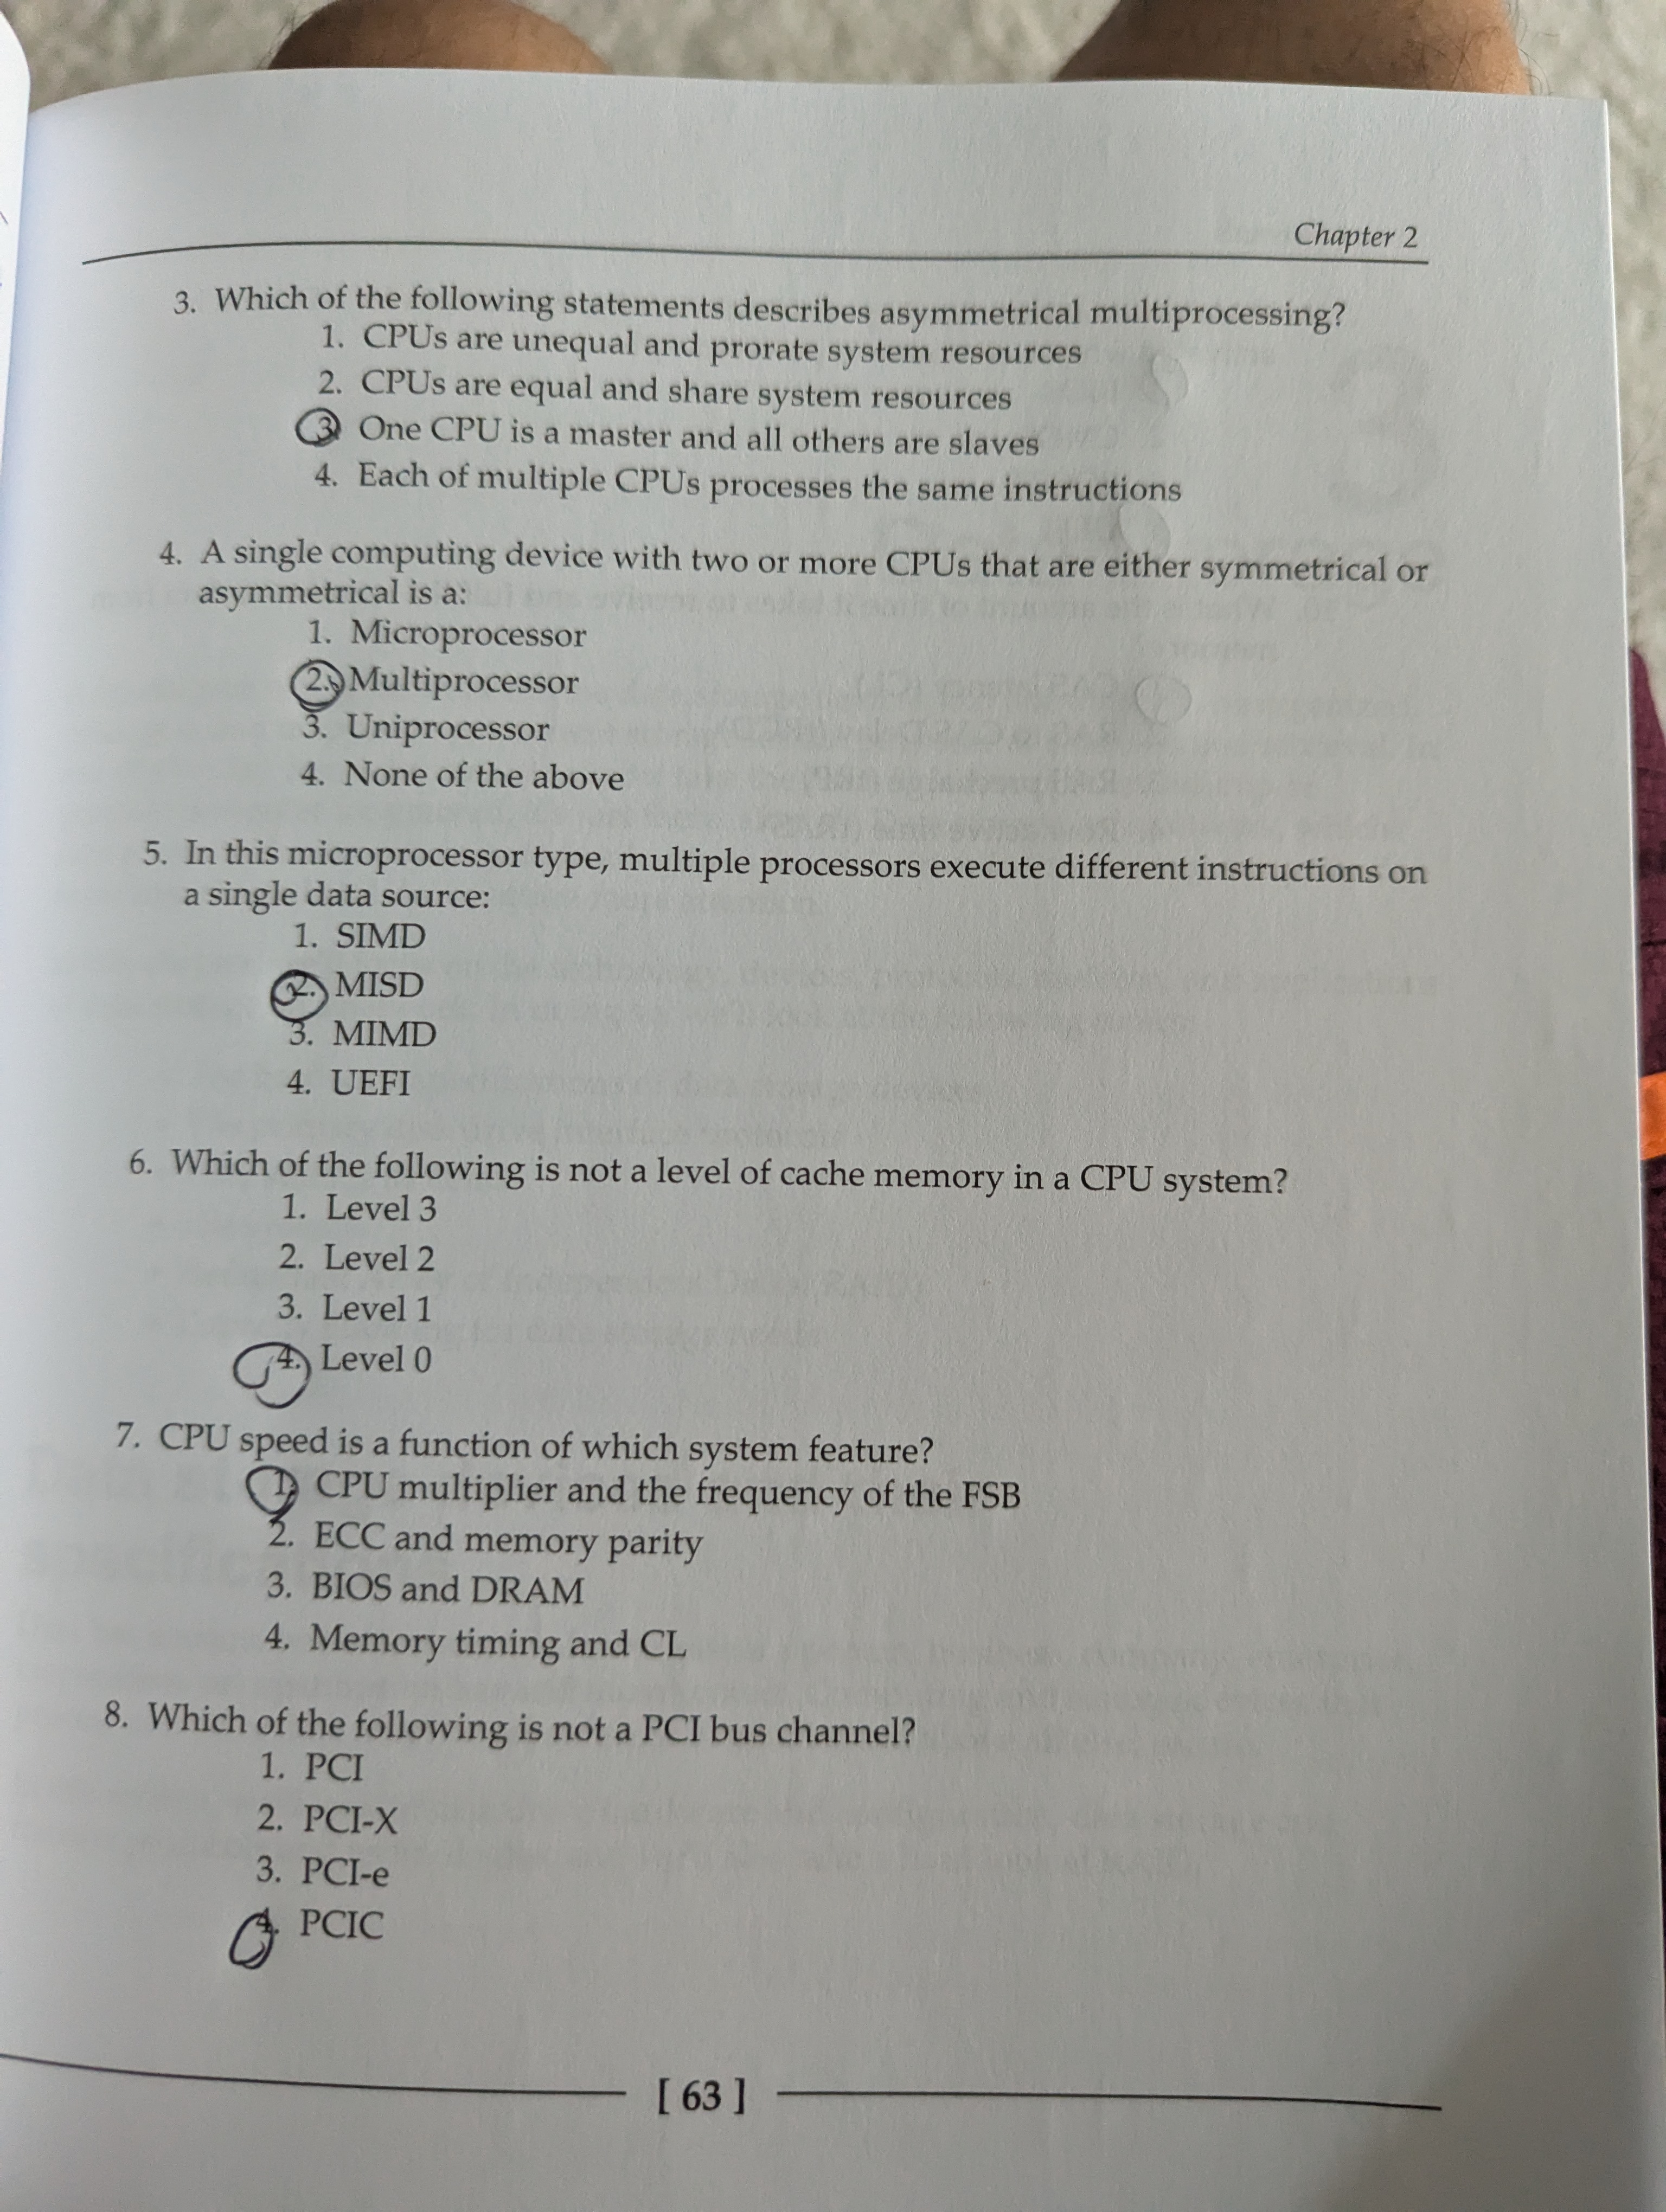 Chapter 2
3. Which of the following statements describes asymmetrical multiprocessing?
1. CPUs are unequal and prorate system resources
2. CPUs are equal and share system resources
3. One CPU is a master and all others are slaves
4. Each of multiple CPUs processes the same instructions
4. A single computing device with two or more CPUs that are either symmetrical or
asymmetrical is a:
1. Microprocessor
2. Multiprocessor
3. Uniprocessor
4. None of the above
5. In this microprocessor type, multiple processors execute different instructions on
a single data source:
1. SIMD
2. MISD
3. MIMD
4. UEFI
6. Which of the following is not a level of cache memory in a CPU system?
1. Level 3
2. Level 2
3. Level 1
4. Level 0
7. CPU speed is a function of which system feature?
1. CPU multiplier and the frequency of the FSB
2. ECC and memory parity
3. BIOS and DRAM
4. Memory timing and CL
8. Which of the following is not a PCI bus channel?
1. PCI
2. PCI-X
3. PCI-e
4. PCIC
[ 63 ]